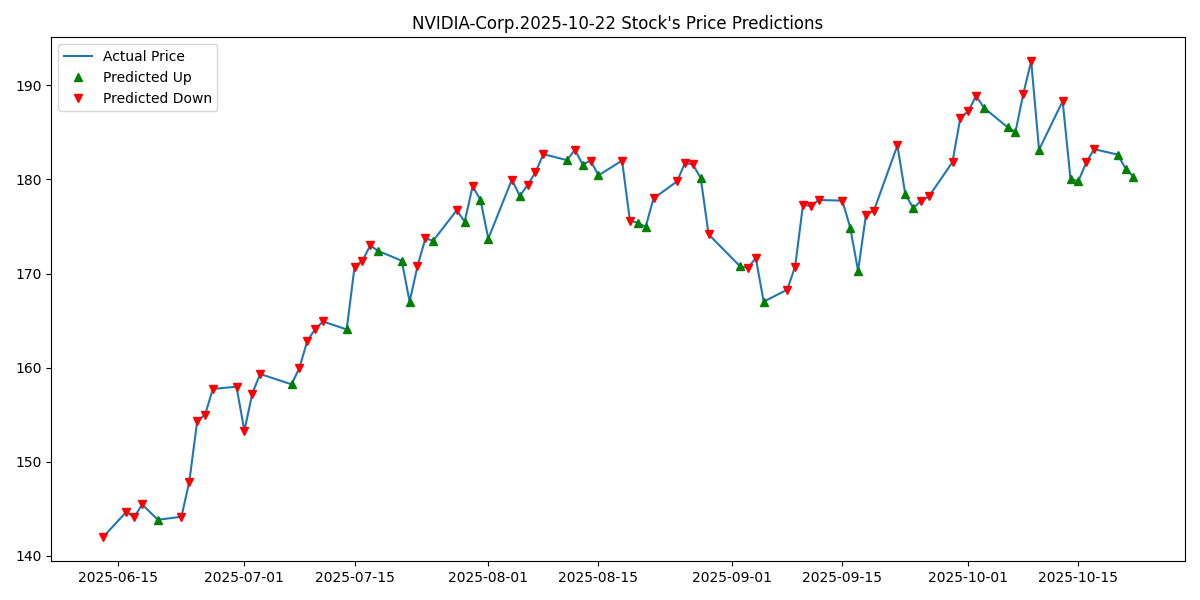 NVIDIA-Corp.2025-10-22 Stock's Price Predictions
Actual Price
Predicted Up
Predicted Down
190
180
170
160
150
140
2025-06-15 2025-07-01 2025-07-15 2025-08-01 2025-08-15 2025-09-01 2025-09-15 2025-10-01 2025-10-15